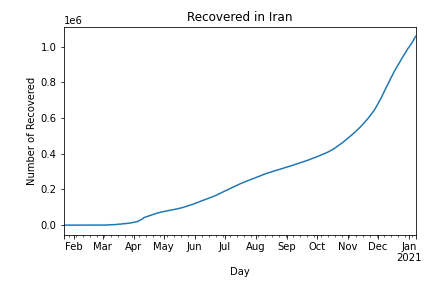 Recovered in Iran
1e6
1.0
0.8
0.6
0.4
0.2
0.0
Number of Recovered
Feb Mar Apr May Jun Jul Aug Sep Oct Nov Dec Jan
2021
Day